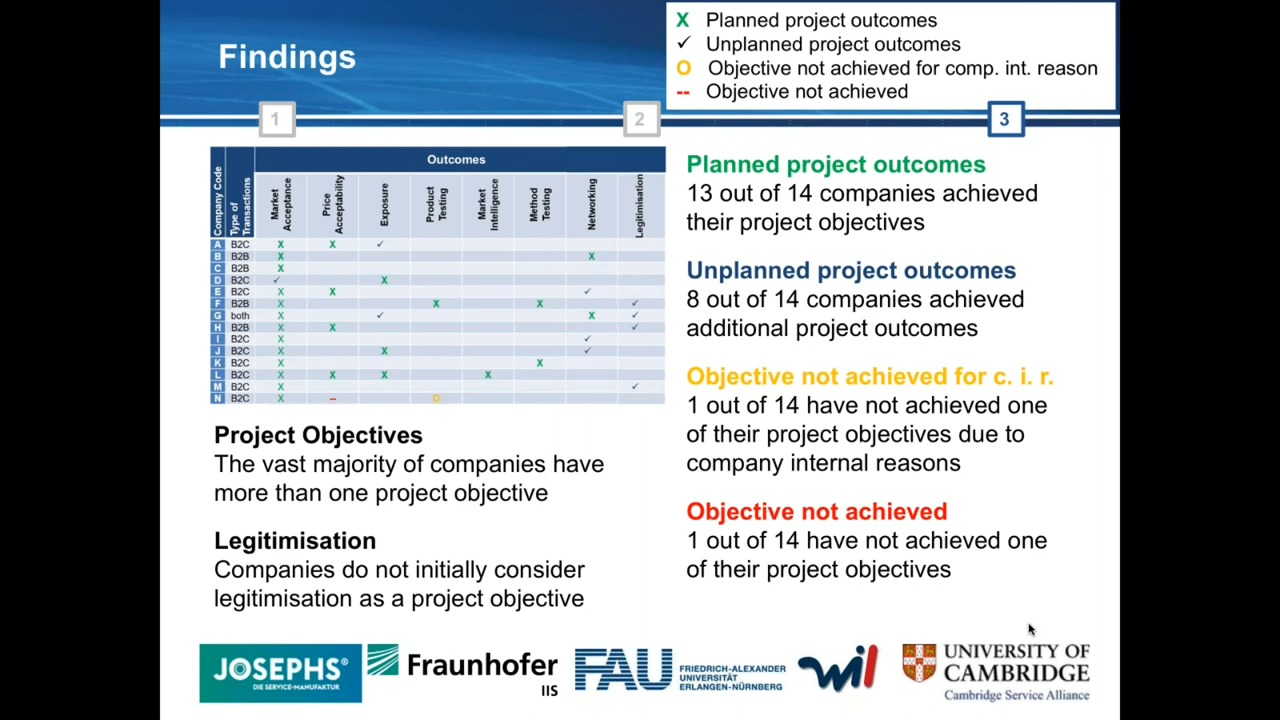 Findings
X Planned project outcomes
✓ Unplanned project outcomes
O Objective not achieved for comp. int. reason
-- Objective not achieved
1 2 3
Outcomes
Company Code
Type of Transactions
Market Acceptance
Price Acceptability
Exposure
Product Testing
Market Intelligence
Method Testing
Networking
Legitimisation
A B2C X X ✓
B B2B X X
C B2B X
D B2C ✓ X
E B2C X X ✓
F B2B X X X ✓
G both X ✓ X ✓
H B2B X X ✓
I B2C X ✓
J B2C X X ✓
K B2C X X
L B2C X X X X
M B2C X ✓
N B2C X -- O
Project Objectives
The vast majority of companies have
more than one project objective
Legitimisation
Companies do not initially consider
legitimisation as a project objective
Planned project outcomes
13 out of 14 companies achieved
their project objectives
Unplanned project outcomes
8 out of 14 companies achieved
additional project outcomes
Objective not achieved for c. i. r.
1 out of 14 have not achieved one
of their project objectives due to
company internal reasons
Objective not achieved
1 out of 14 have not achieved one
of their project objectives
JOSEPHS®
DIE SERVICE-MANUFAKTUR
Fraunhofer
IIS
FAU
FRIEDRICH-ALEXANDER
UNIVERSITÄT
ERLANGEN-NÜRNBERG
wi1
UNIVERSITY OF
CAMBRIDGE
Cambridge Service Alliance